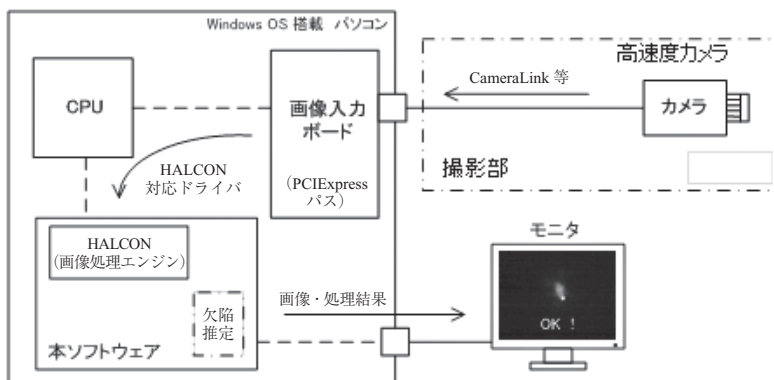 Windows OS 搭載 パソコン
高速度カメラ
CPU
画像入力
ボード
(PCIExpress
パス)
CameraLink 等
カメラ
撮影部
HALCON
対応ドライバ
HALCON
(画像処理エンジン)
欠陥
推定
本ソフトウェア
画像・処理結果
モニタ
OK !